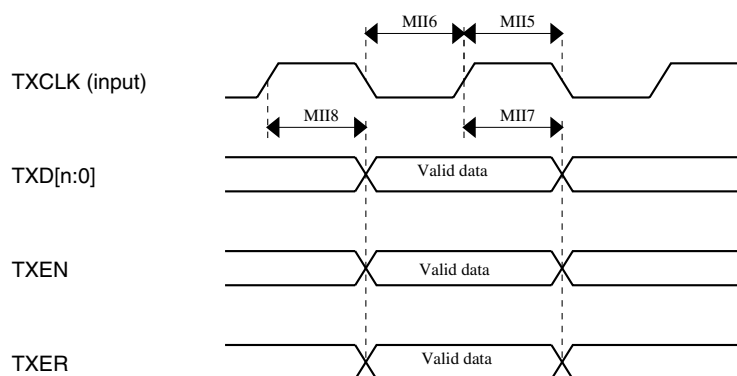 MII6 MII5
TXCLK (input)
MII8 MII7
TXD[n:0] Valid data
TXEN Valid data
TXER Valid data